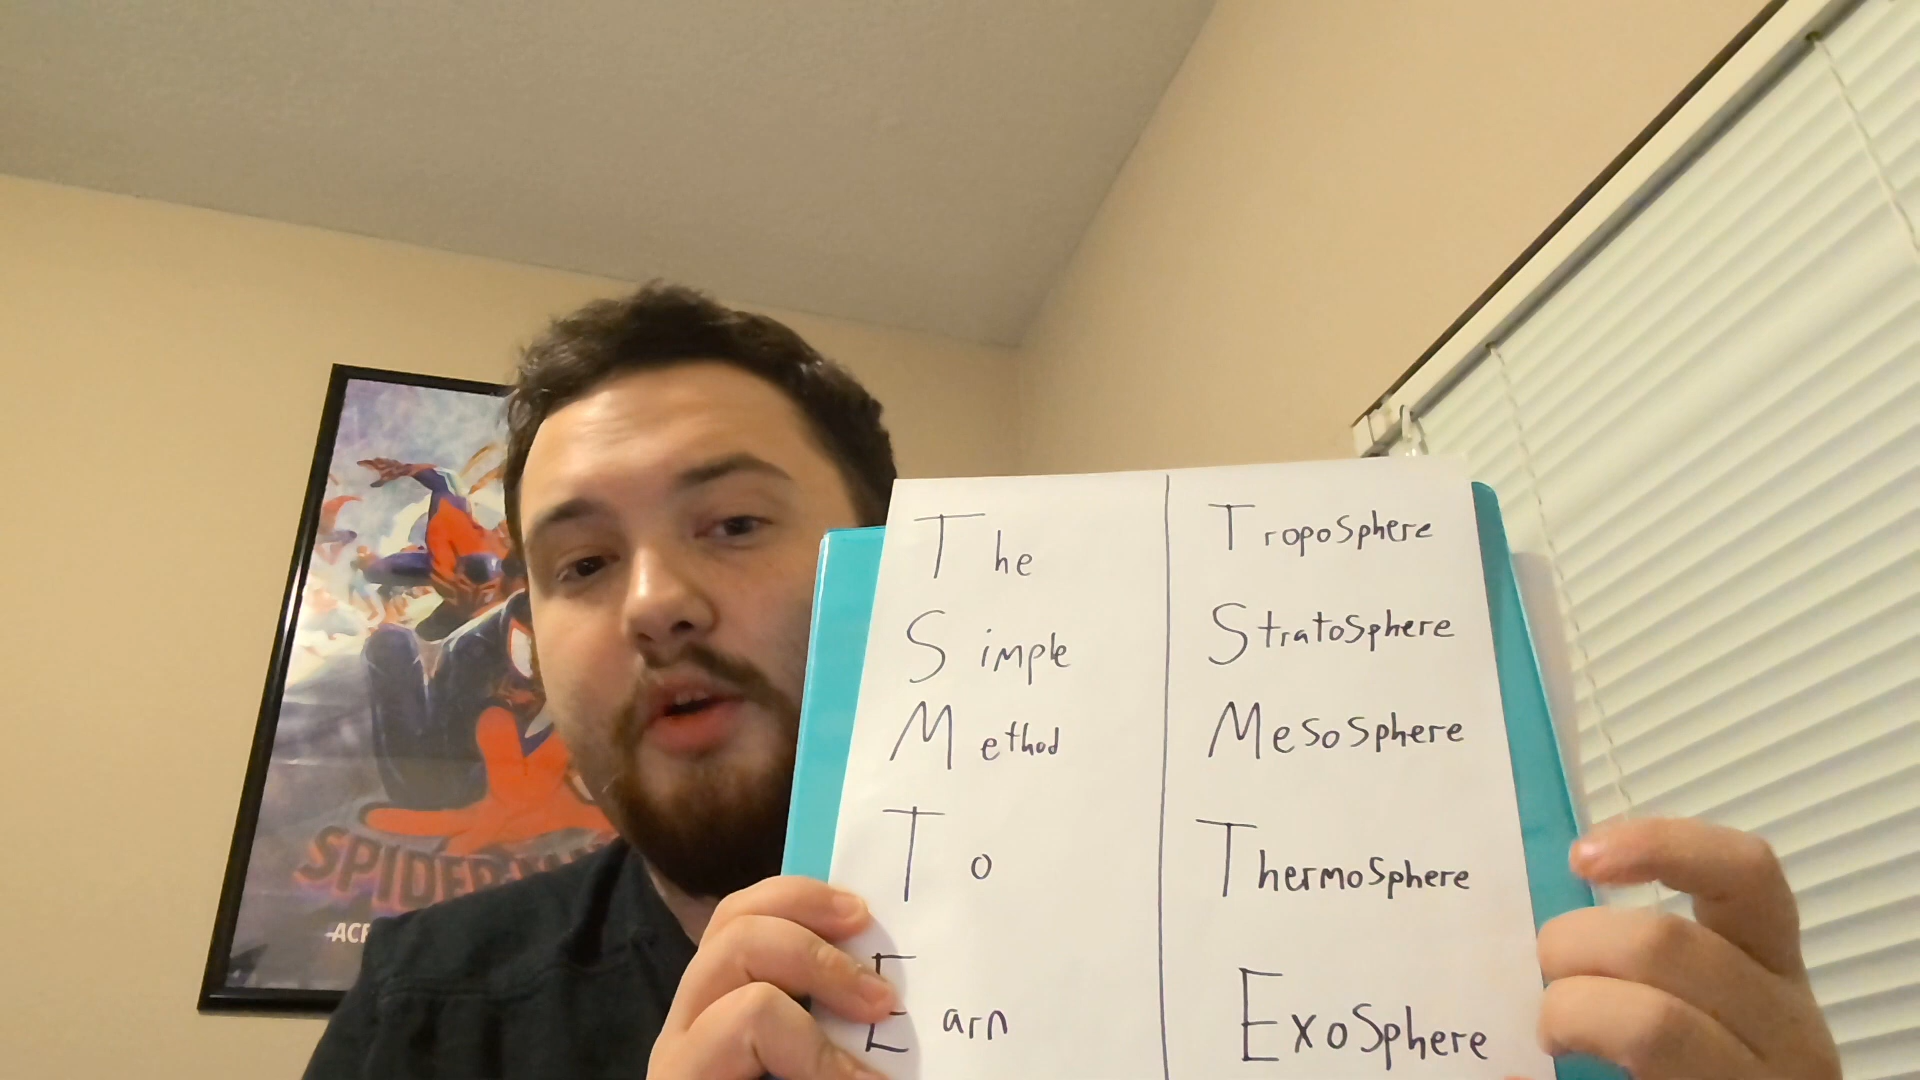 The
Simple
Method
To
Earn
TropoSphere
StratoSphere
MesoSphere
ThermoSphere
ExoSphere
SPIDER